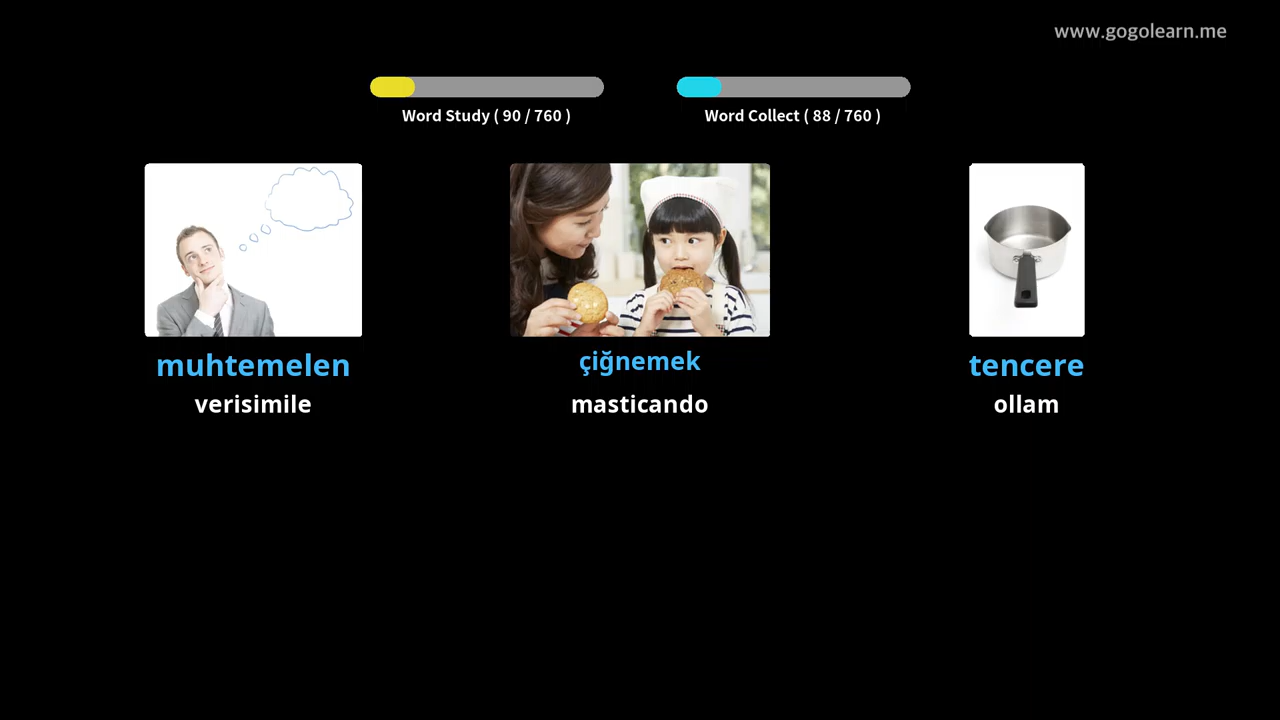 www.gogolearn.me
Word Study ( 90 / 760 )
Word Collect ( 88 / 760 )
muhtemelen
verisimile
çiğnemek
masticando
tencere
ollam